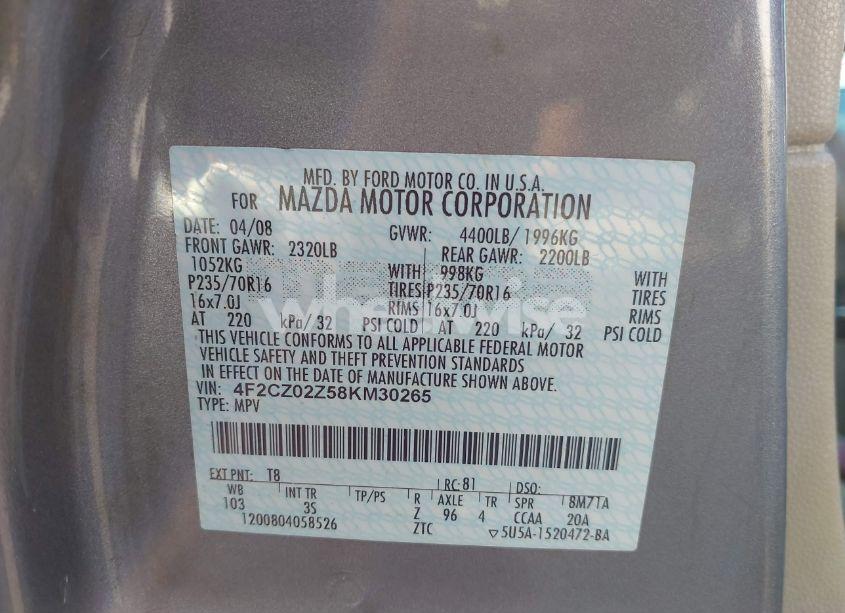 MFD. BY FORD MOTOR CO. IN U.S.A.
FOR MAZDA MOTOR CORPORATION
DATE: 04/08 GVWR: 4400LB/ 1996KG
FRONT GAWR: 2320LB REAR GAWR: 2200LB
1052KG WITH 998KG WITH
P235/70R16 TIRES P235/70R16 TIRES
16x7.0J RIMS 16x7.0J RIMS
AT 220 kPa/ 32 PSI COLD AT 220 kPa/ 32 PSI COLD
THIS VEHICLE CONFORMS TO ALL APPLICABLE FEDERAL MOTOR
VEHICLE SAFETY AND THEFT PREVENTION STANDARDS
IN EFFECT ON THE DATE OF MANUFACTURE SHOWN ABOVE.
VIN: 4F2CZ02Z58KM30265
TYPE: MPV
EXT PNT: T8 RC: 81 DSO:
WB INT TR TP/PS R AXLE TR SPR 8M71A
103 3S Z 96 4 CCAA 20A
1200804058526 ZTC ▽5U5A-1520472-BA
wheelwise